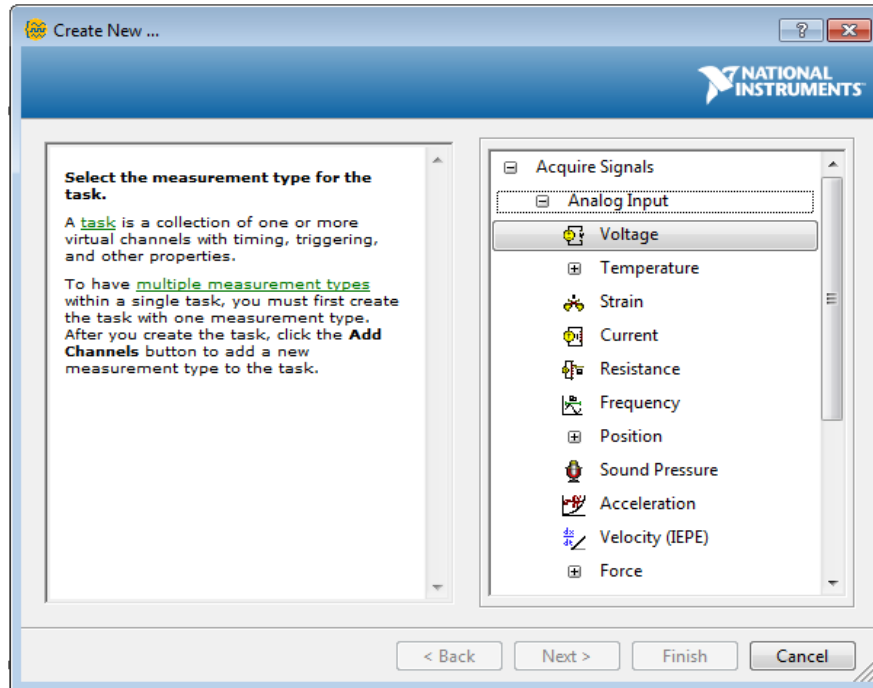 Create New ...
NATIONAL
INSTRUMENTS
Select the measurement type for the
task.
A task is a collection of one or more
virtual channels with timing, triggering,
and other properties.
To have multiple measurement types
within a single task, you must first create
the task with one measurement type.
After you create the task, click the Add
Channels button to add a new
measurement type to the task.
Acquire Signals
Analog Input
Voltage
Temperature
Strain
Current
Resistance
Frequency
Position
Sound Pressure
Acceleration
Velocity (IEPE)
Force
< Back
Next >
Finish
Cancel